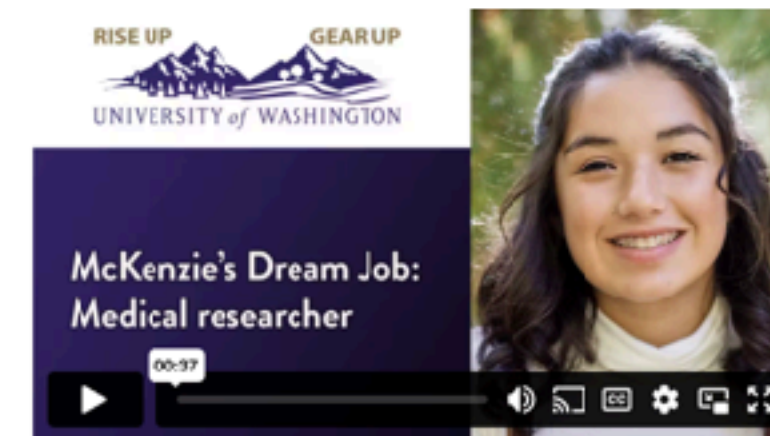 RISE UP GEAR UP
UNIVERSITY of WASHINGTON
McKenzie's Dream Job:
Medical researcher
00:37
CC